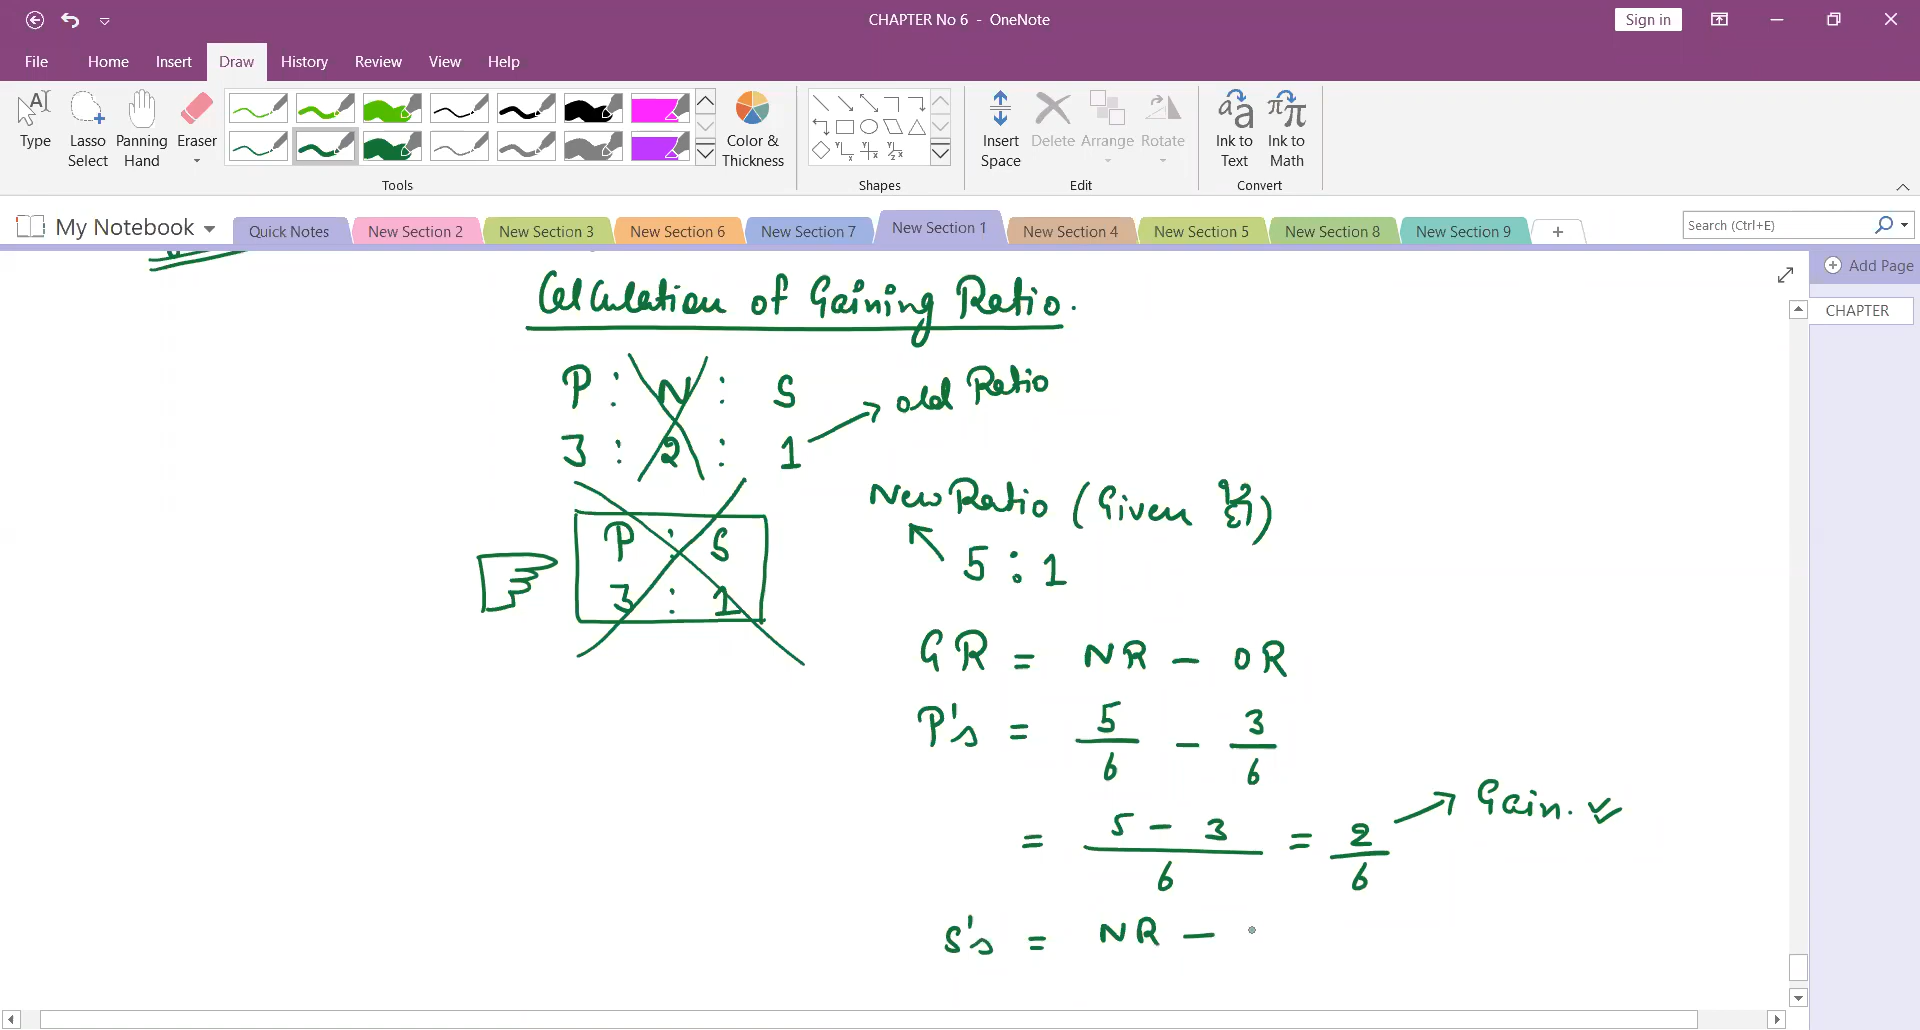 CHAPTER No 6 - OneNote
Sign in
File Home Insert Draw History Review View Help
Type
Lasso Select
Panning Hand
Eraser
Color & Thickness
Insert Space
Delete
Arrange
Rotate
Ink to Text
Ink to Math
Tools
Shapes
Edit
Convert
My Notebook
Quick Notes
New Section 2
New Section 3
New Section 6
New Section 7
New Section 1
New Section 4
New Section 5
New Section 8
New Section 9
Search (Ctrl+E)
Add Page
CHAPTER
Calculation of Gaining Ratio.
P : N : S
3 : 2 : 1 → old Ratio
New Ratio (Given है)
P : S
5 : 1
3 : 1
GR = NR - OR
P's = 5/6 - 3/6
= 5 - 3/6 = 2/6 → Gain.
S's = NR -